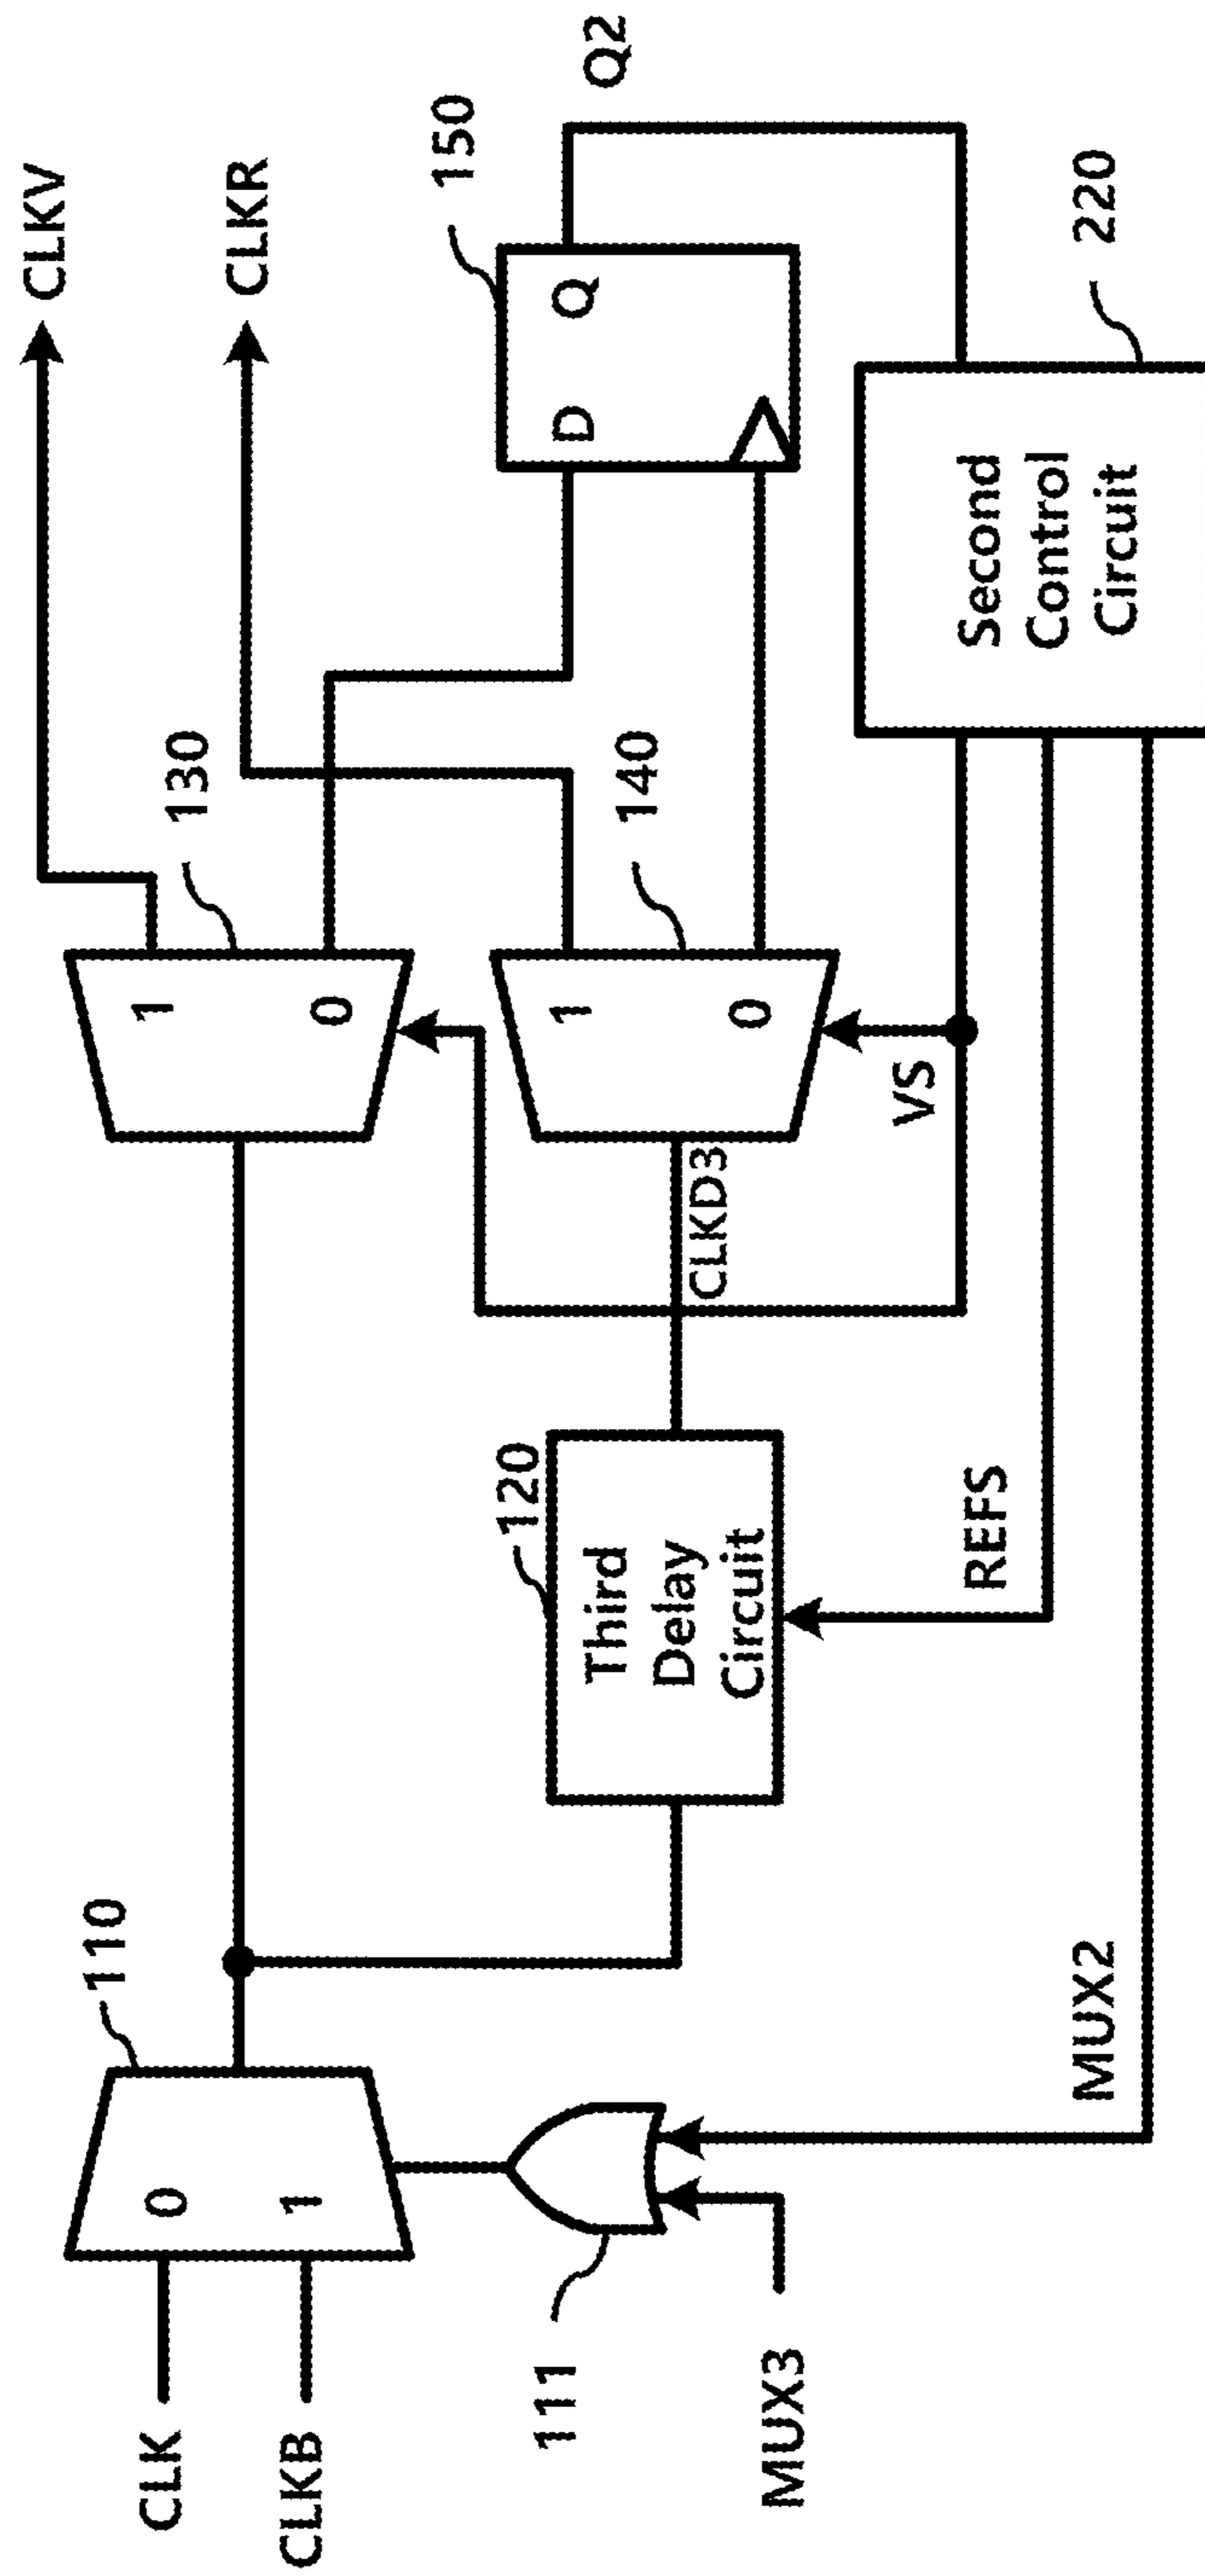 CLKV
CLKR
130
150
Q2
1
0
D
Q
140
1
0
110
0
1
CLK
CLKB
120
Third
Delay
Circuit
CLKD3
VS
Second
Control
Circuit
220
111
MUX3
REFS
MUX2